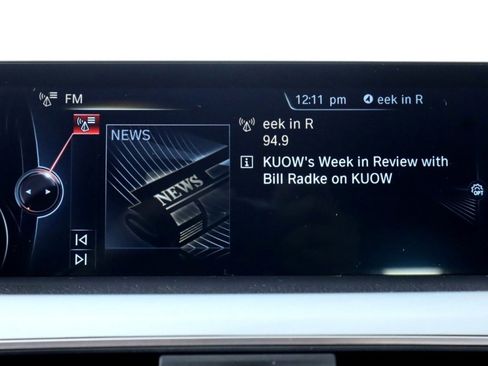 FM
12:11 pm
eek in R
NEWS
NEWS
eek in R
94.9
KUOW's Week in Review with
Bill Radke on KUOW
OPT